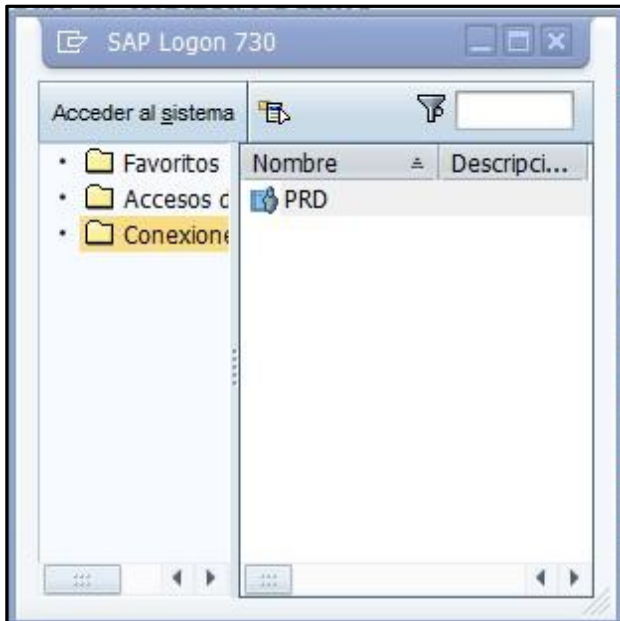 SAP Logon 730
Acceder al sistema
Favoritos
Accesos d
Conexione
Nombre
Descripci...
PRD